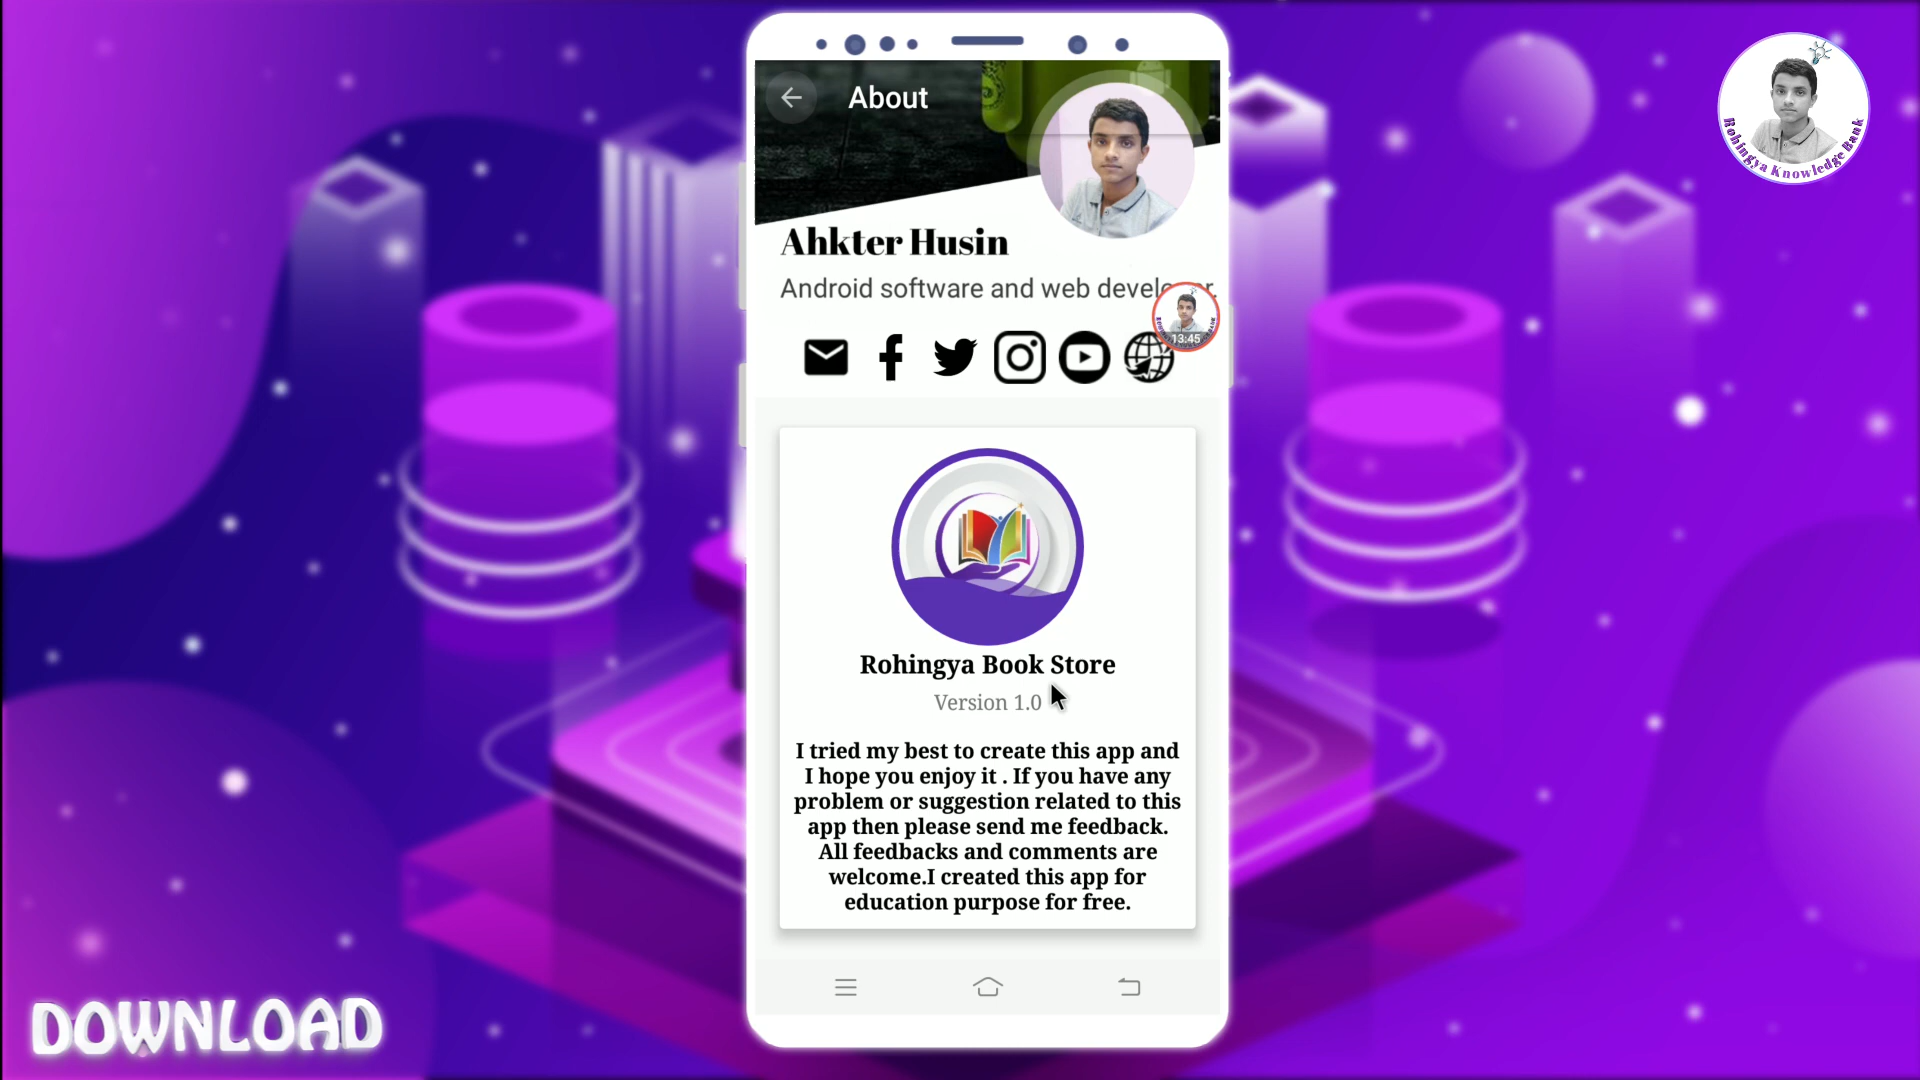 About
Rohingya Knowledge Bank
Ahkter Husin
Android software and web
13:45
Rohingya Book Store
Version 1.0
I tried my best to create this app and
I hope you enjoy it . If you have any
problem or suggestion related to this
app then please send me feedback.
All feedbacks and comments are
welcome.I created this app for
education purpose for free.
DOWNLOAD